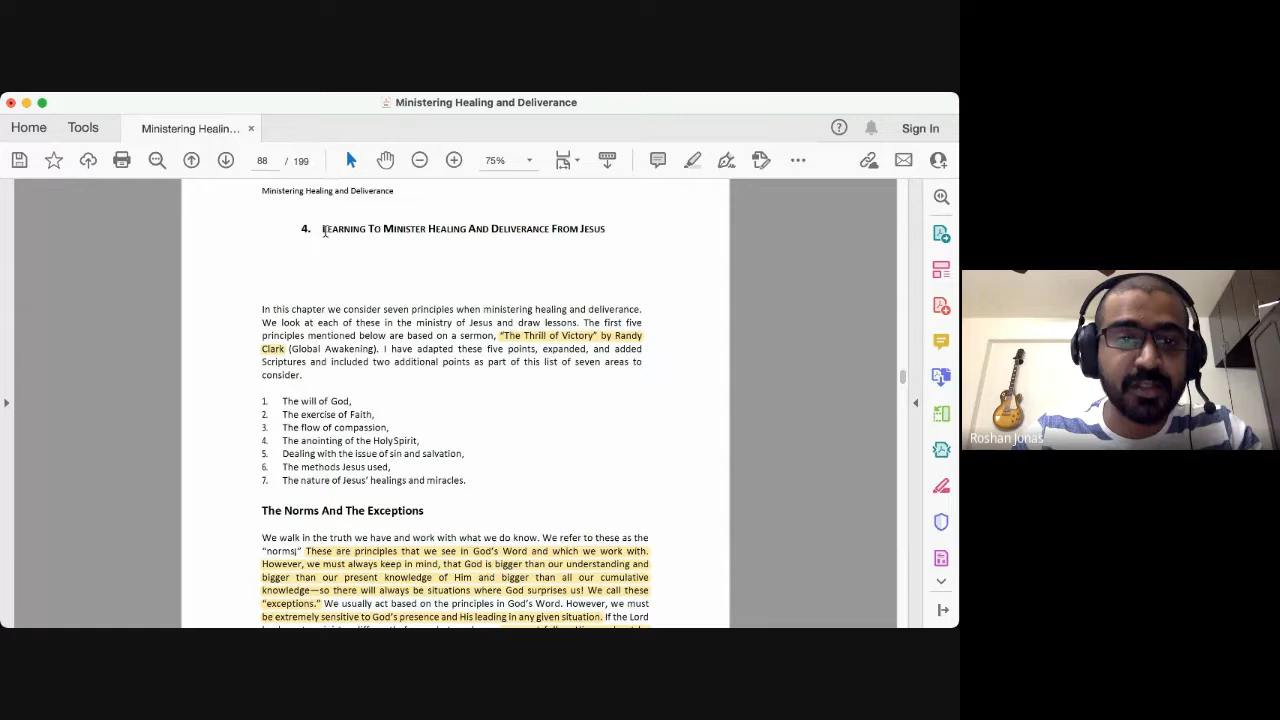 Ministering Healing and Deliverance
Home Tools Ministering Healin... × Sign In
88 / 199 75%
Ministering Healing and Deliverance
4. LEARNING TO MINISTER HEALING AND DELIVERANCE FROM JESUS
In this chapter we consider seven principles when ministering healing and deliverance.
We look at each of these in the ministry of Jesus and draw lessons. The first five
principles mentioned below are based on a sermon, “The Thrill of Victory” by Randy
Clark (Global Awakening). I have adapted these five points, expanded, and added
Scriptures and included two additional points as part of this list of seven areas to
consider.
1. The will of God,
2. The exercise of Faith,
3. The flow of compassion,
4. The anointing of the Holy Spirit,
5. Dealing with the issue of sin and salvation,
6. The methods Jesus used,
7. The nature of Jesus’ healings and miracles.
The Norms And The Exceptions
We walk in the truth we have and work with what we do know. We refer to these as the
“norms.” These are principles that we see in God’s Word and which we work with.
However, we must always keep in mind, that God is bigger than our understanding and
bigger than our present knowledge of Him and bigger than all our cumulative
knowledge—so there will always be situations where God surprises us! We call these
“exceptions.” We usually act based on the principles in God’s Word. However, we must
be extremely sensitive to God’s presence and His leading in any given situation. If the Lord
Roshan Jonas